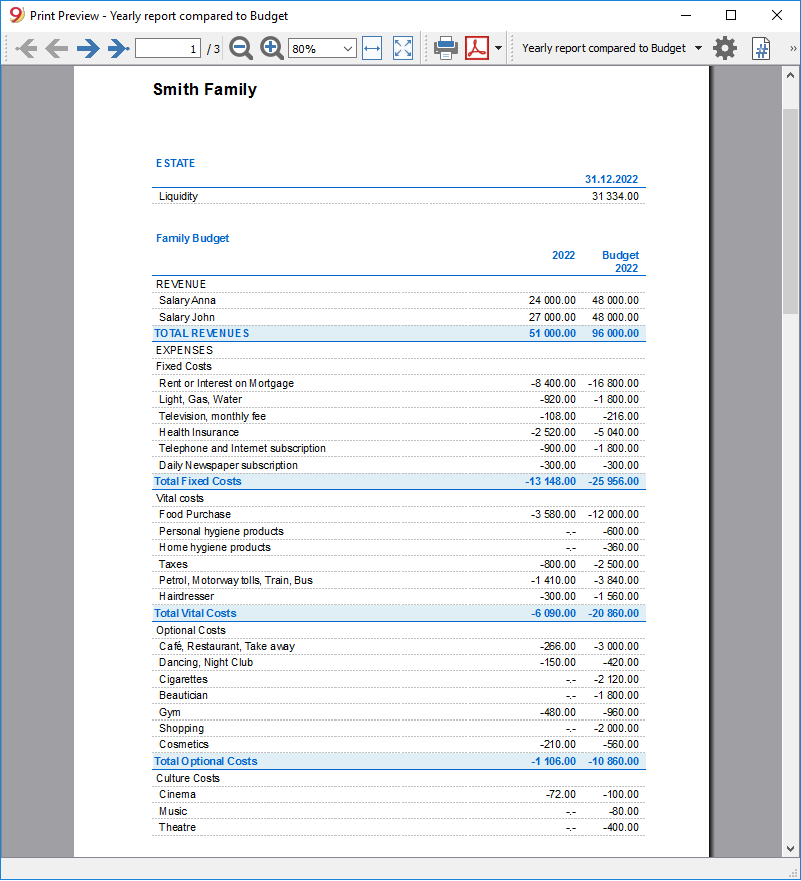 Print Preview - Yearly report compared to Budget
1 / 3 80% Yearly report compared to Budget #
Smith Family
ESTATE
31.12.2022
Liquidity 31 334.00
Family Budget
2022 Budget
2022
REVENUE
Salary Anna 24 000.00 48 000.00
Salary John 27 000.00 48 000.00
TOTAL REVENUES 51 000.00 96 000.00
EXPENSES
Fixed Costs
Rent or Interest on Mortgage -8 400.00 -16 800.00
Light, Gas, Water -920.00 -1 800.00
Television, monthly fee -108.00 -216.00
Health Insurance -2 520.00 -5 040.00
Telephone and Internet subscription -900.00 -1 800.00
Daily Newspaper subscription -300.00 -300.00
Total Fixed Costs -13 148.00 -25 956.00
Vital costs
Food Purchase -3 580.00 -12 000.00
Personal hygiene products -.- -600.00
Home hygiene products -.- -360.00
Taxes -800.00 -2 500.00
Petrol, Motorway tolls, Train, Bus -1 410.00 -3 840.00
Hairdresser -300.00 -1 560.00
Total Vital Costs -6 090.00 -20 860.00
Optional Costs
Café, Restaurant, Take away -266.00 -3 000.00
Dancing, Night Club -150.00 -420.00
Cigarettes -.- -2 120.00
Beautician -.- -1 800.00
Gym -480.00 -960.00
Shopping -.- -2 000.00
Cosmetics -210.00 -560.00
Total Optional Costs -1 106.00 -10 860.00
Culture Costs
Cinema -72.00 -100.00
Music -.- -80.00
Theatre -.- -400.00